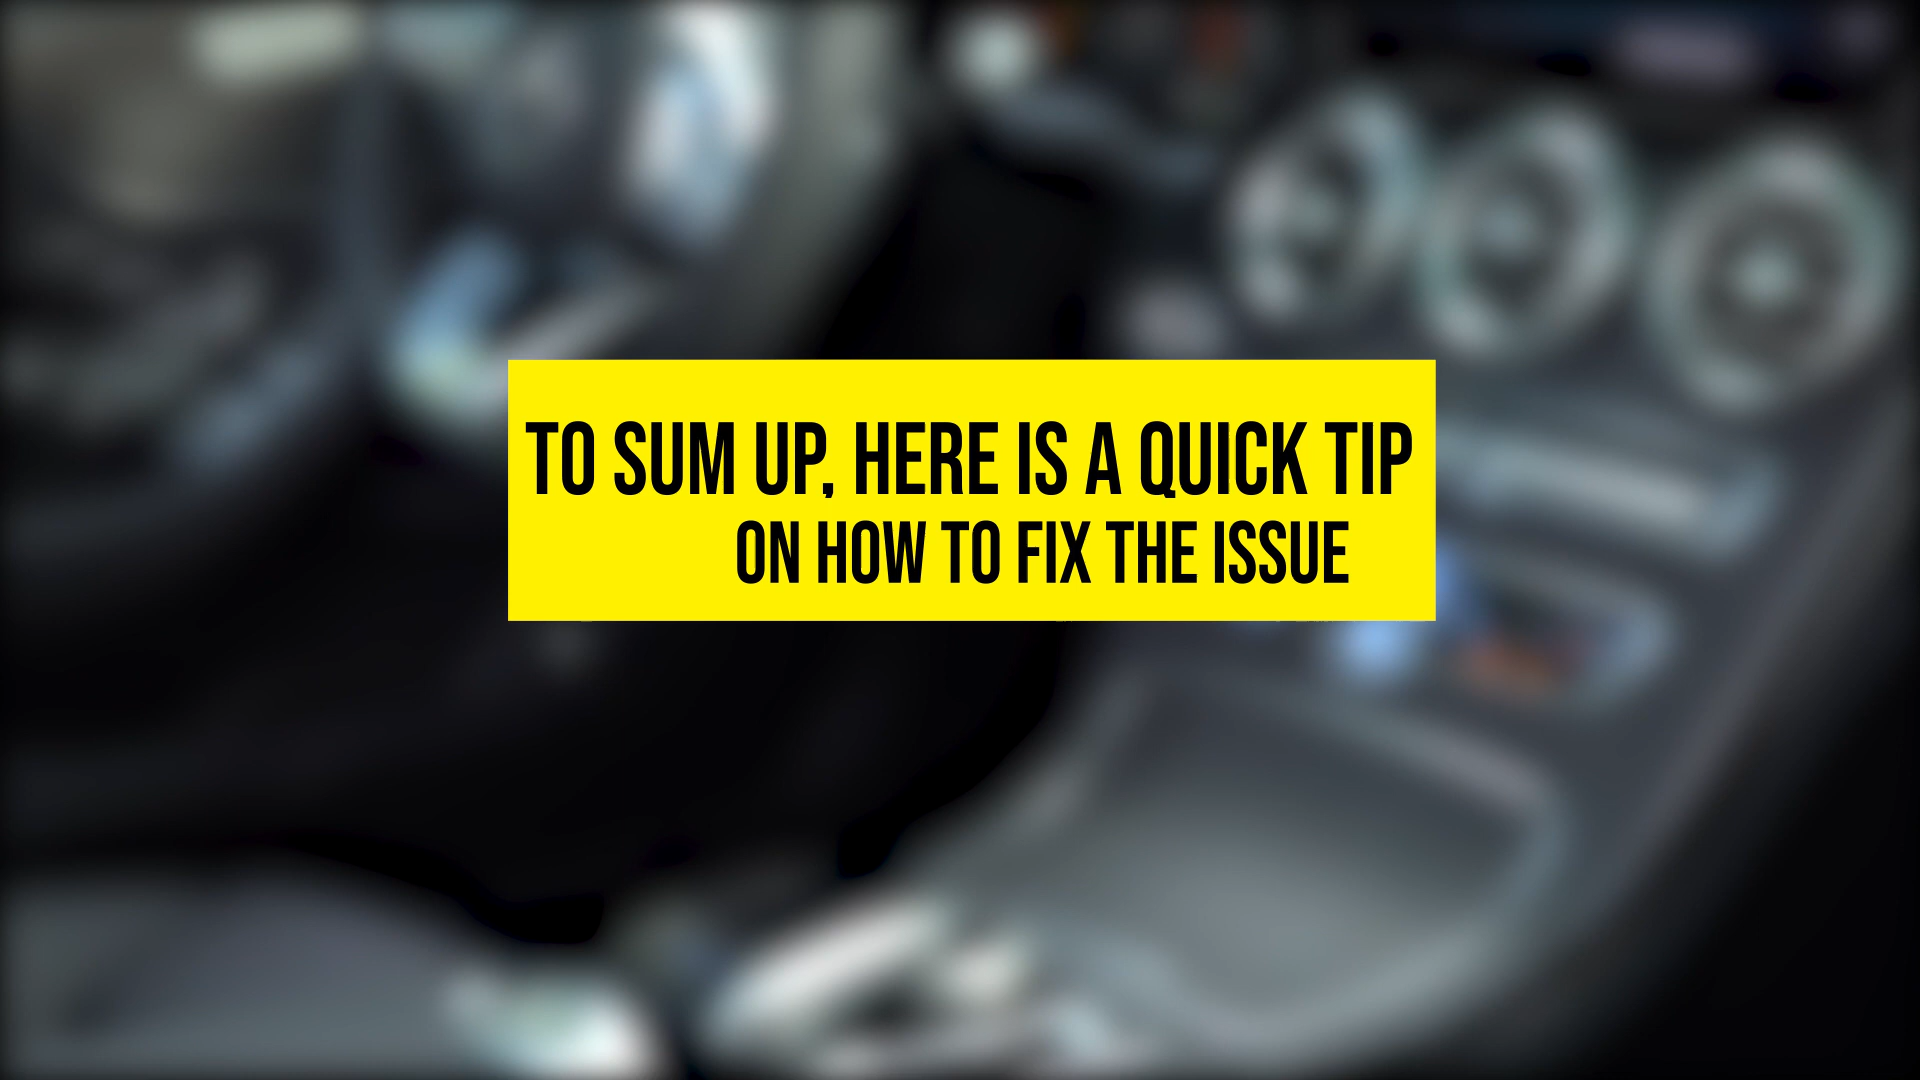 TO SUM UP, HERE IS A QUICK TIP
ON HOW TO FIX THE ISSUE